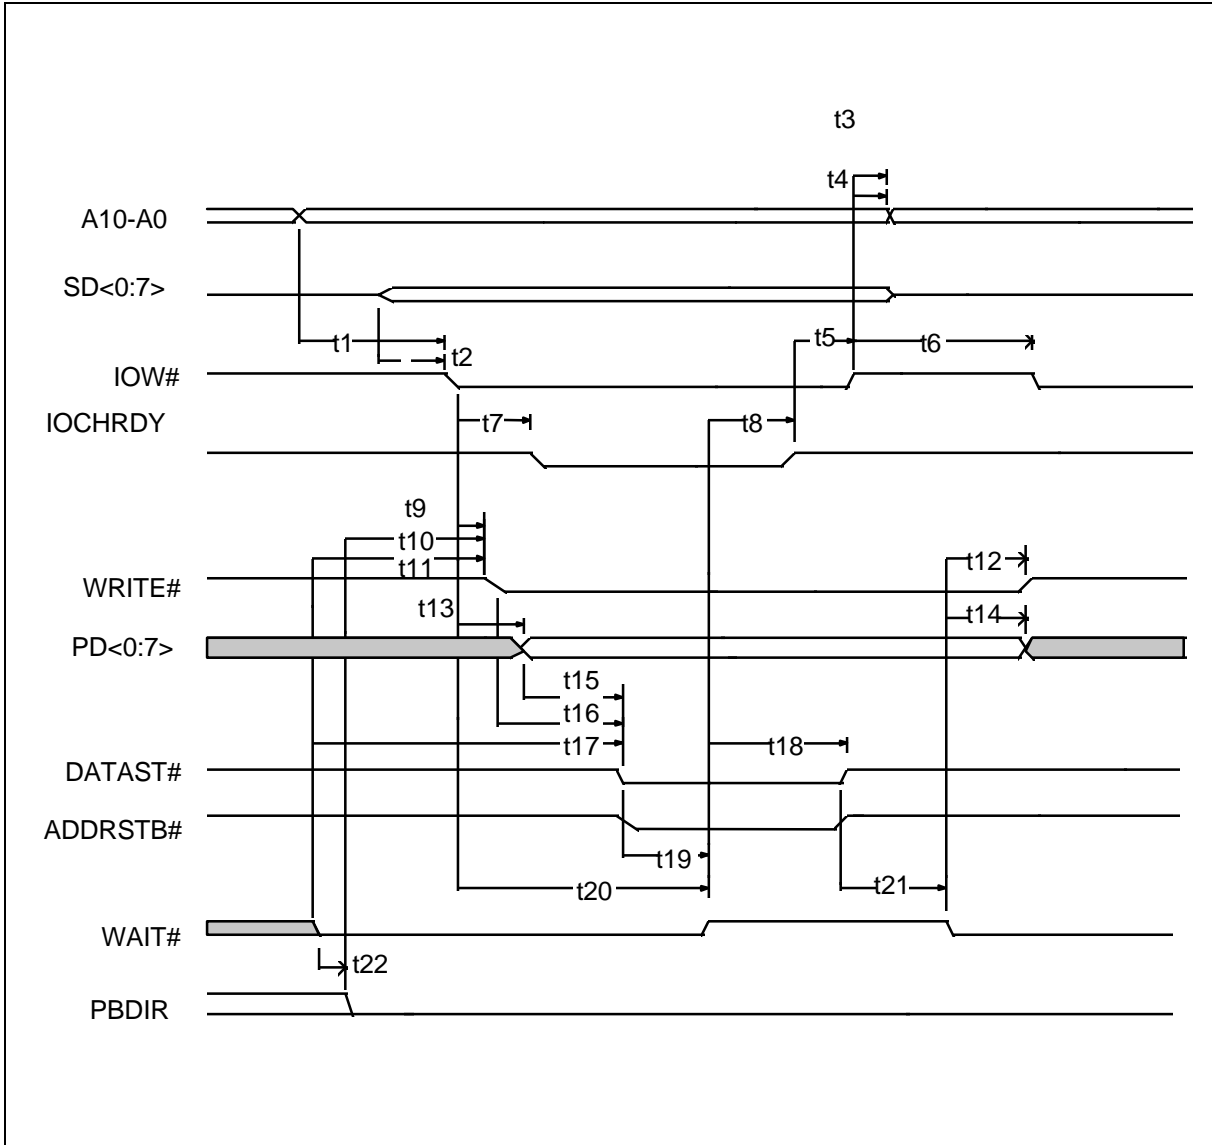 t3
t4
A10-A0
SD<0:7>
t1
t2
t5
t6
IOW#
IOCHRDY
t7
t8
t9
t10
t11
t12
WRITE#
t13
t14
PD<0:7>
t15
t16
t17
t18
DATAST#
ADDRSTB#
t19
t20
t21
WAIT#
t22
PBDIR